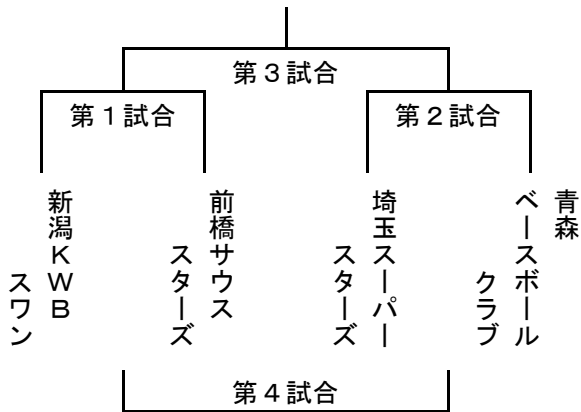 第３試合
第１試合
第２試合
新潟ＫＷＢ
スワン
前橋サウス
スターズ
埼玉スーパー
スターズ
青森
ベースボール
クラブ
第４試合